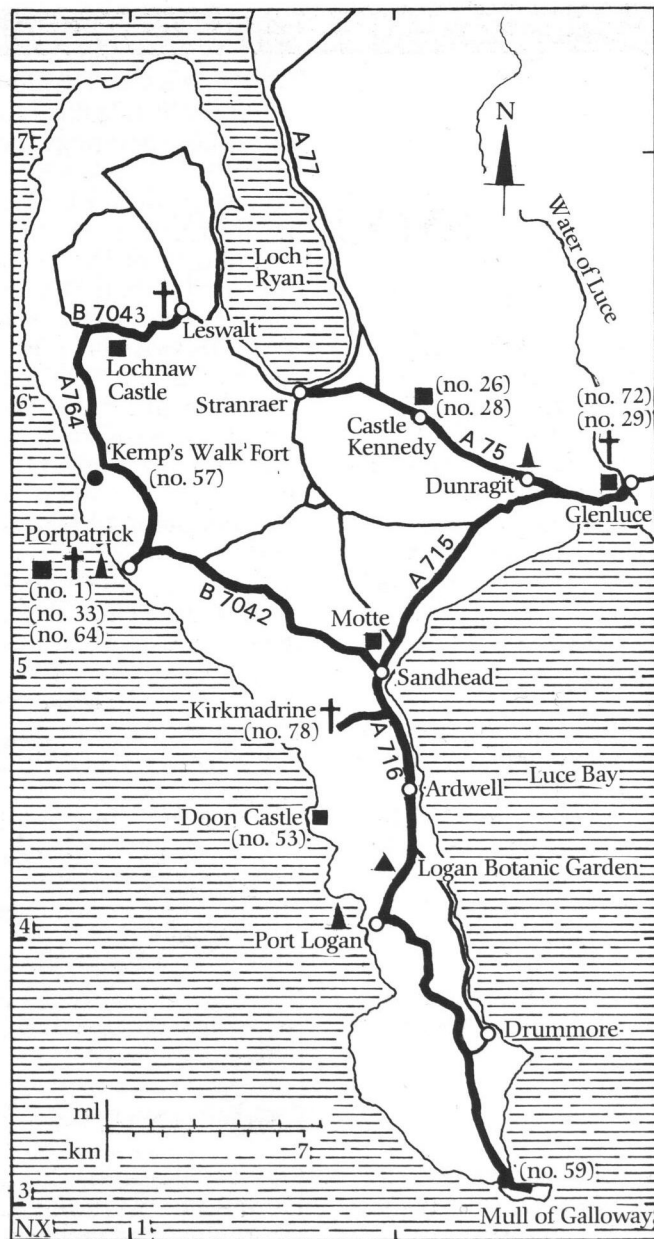 7
N
A 77
Water of Luce
Loch
Ryan
B 7043
Leswalt
Lochnaw
Castle
A764
6
Stranraer
(no. 26)
(no. 28)
(no. 72)
(no. 29)
Castle
Kennedy
A 75
'Kemp's Walk' Fort
(no. 57)
Dunragit
Glenluce
Portpatrick
(no. 1)
(no. 33)
(no. 64)
A 715
B 7042
Motte
5
Sandhead
Kirkmadrine
(no. 78)
A 716
Ardwell
Luce Bay
Doon Castle
(no. 53)
Logan Botanic Garden
4
Port Logan
Drummore
ml
km
7
(no. 59)
3
Mull of Galloway
NX
1